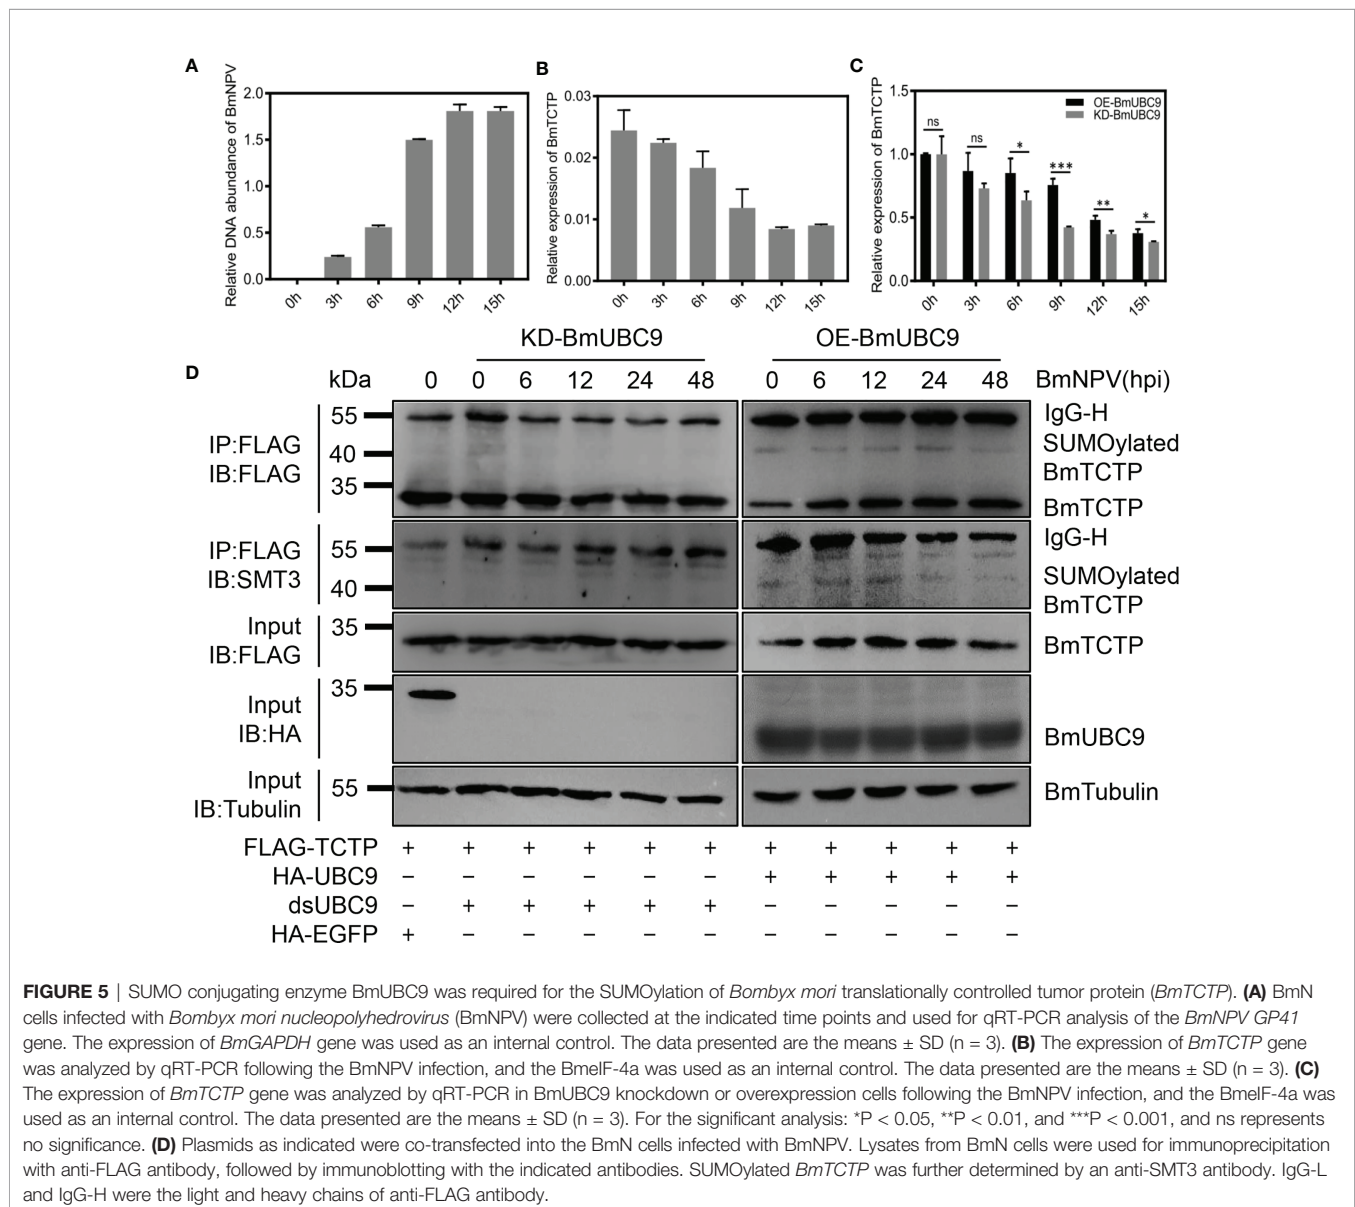 A
Relative DNA abundance of BmNPV
2.0
1.5
1.0
0.5
0.0
0h 3h 6h 9h 12h 15h
B
Relative expression of BmTCTP
0.03
0.02
0.01
0.00
0h 3h 6h 9h 12h 15h
C
Relative expression of BmTCTP
1.5
1.0
0.5
0.0
OE-BmUBC9
KD-BmUBC9
ns ns * *** ** *
0h 3h 6h 9h 12h 15h
D
KD-BmUBC9 OE-BmUBC9
kDa 0 0 6 12 24 48 0 6 12 24 48 BmNPV(hpi)
IP:FLAG
IB:FLAG
55
40
35
IgG-H
SUMOylated
BmTCTP
BmTCTP
IP:FLAG
IB:SMT3
55
40
IgG-H
SUMOylated
BmTCTP
Input
IB:FLAG
35
BmTCTP
Input
IB:HA
35
BmUBC9
Input
IB:Tubulin
55
BmTubulin
FLAG-TCTP + + + + + + + + + + +
HA-UBC9 – – – – – – + + + + +
dsUBC9 – + + + + + – – – – –
HA-EGFP + – – – – – – – – – –
FIGURE 5 | SUMO conjugating enzyme BmUBC9 was required for the SUMOylation of Bombyx mori translationally controlled tumor protein (BmTCTP). (A) BmN
cells infected with Bombyx mori nucleopolyhedrovirus (BmNPV) were collected at the indicated time points and used for qRT-PCR analysis of the BmNPV GP41
gene. The expression of BmGAPDH gene was used as an internal control. The data presented are the means ± SD (n = 3). (B) The expression of BmTCTP gene
was analyzed by qRT-PCR following the BmNPV infection, and the BmeIF-4a was used as an internal control. The data presented are the means ± SD (n = 3). (C)
The expression of BmTCTP gene was analyzed by qRT-PCR in BmUBC9 knockdown or overexpression cells following the BmNPV infection, and the BmeIF-4a was
used as an internal control. The data presented are the means ± SD (n = 3). For the significant analysis: *P < 0.05, **P < 0.01, and ***P < 0.001, and ns represents
no significance. (D) Plasmids as indicated were co-transfected into the BmN cells infected with BmNPV. Lysates from BmN cells were used for immunoprecipitation
with anti-FLAG antibody, followed by immunoblotting with the indicated antibodies. SUMOylated BmTCTP was further determined by an anti-SMT3 antibody. IgG-L
and IgG-H were the light and heavy chains of anti-FLAG antibody.